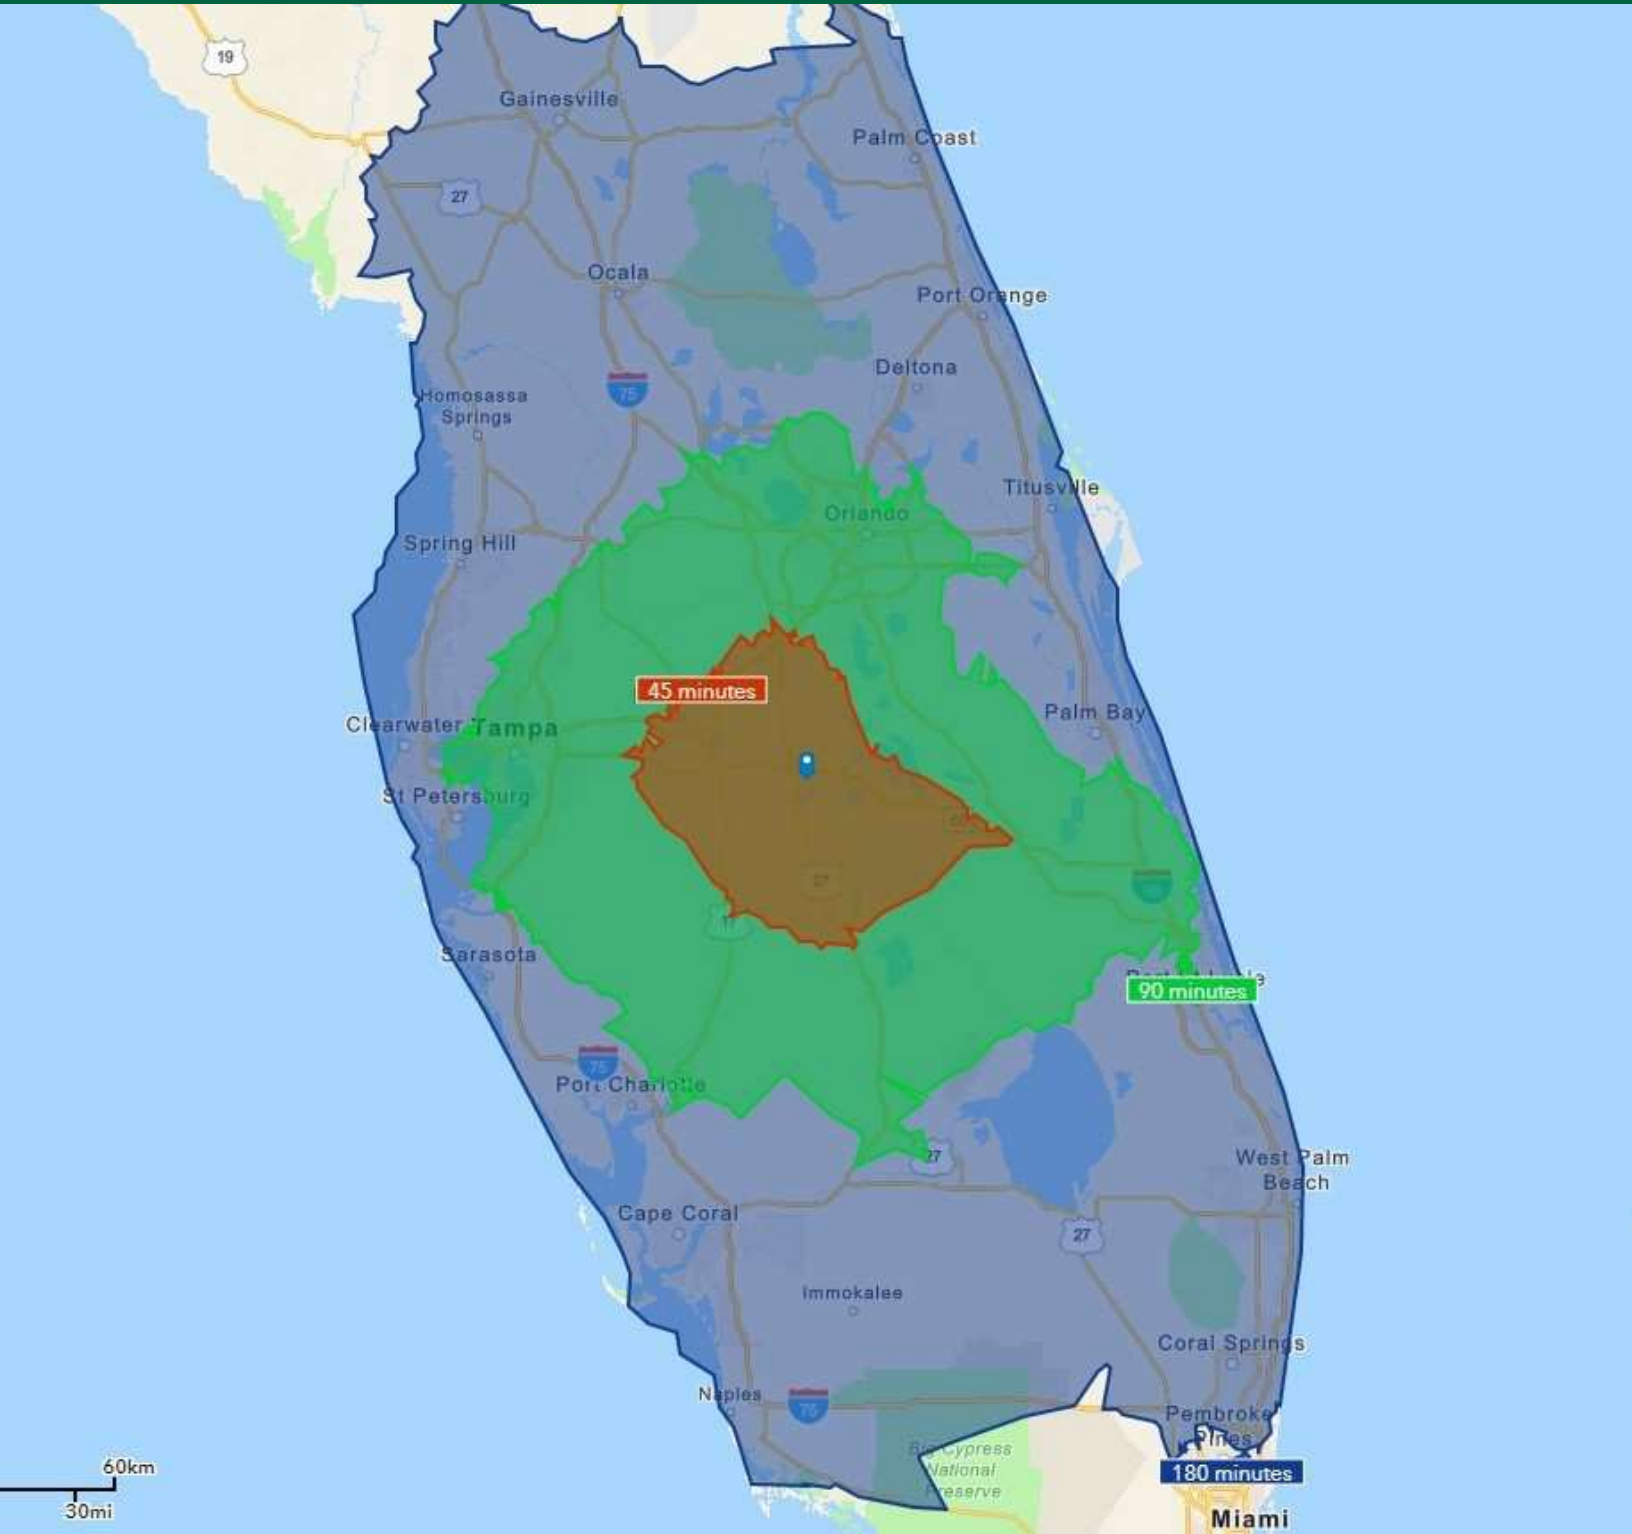 19
Gainesville
Palm Coast
27
Ocala
Port Orange
Deltona
75
Homosassa
Springs
Titusville
Orlando
Spring Hill
45 minutes
Palm Bay
Clearwater
Tampa
St Petersburg
60
27
17
Sarasota
90 minutes
75
Port Charlotte
27
West Palm
Beach
Cape Coral
27
Immokalee
Coral Springs
Naples
75
Pembroke
Pines
Big Cypress
National
Preserve
60km
180 minutes
30mi
Miami